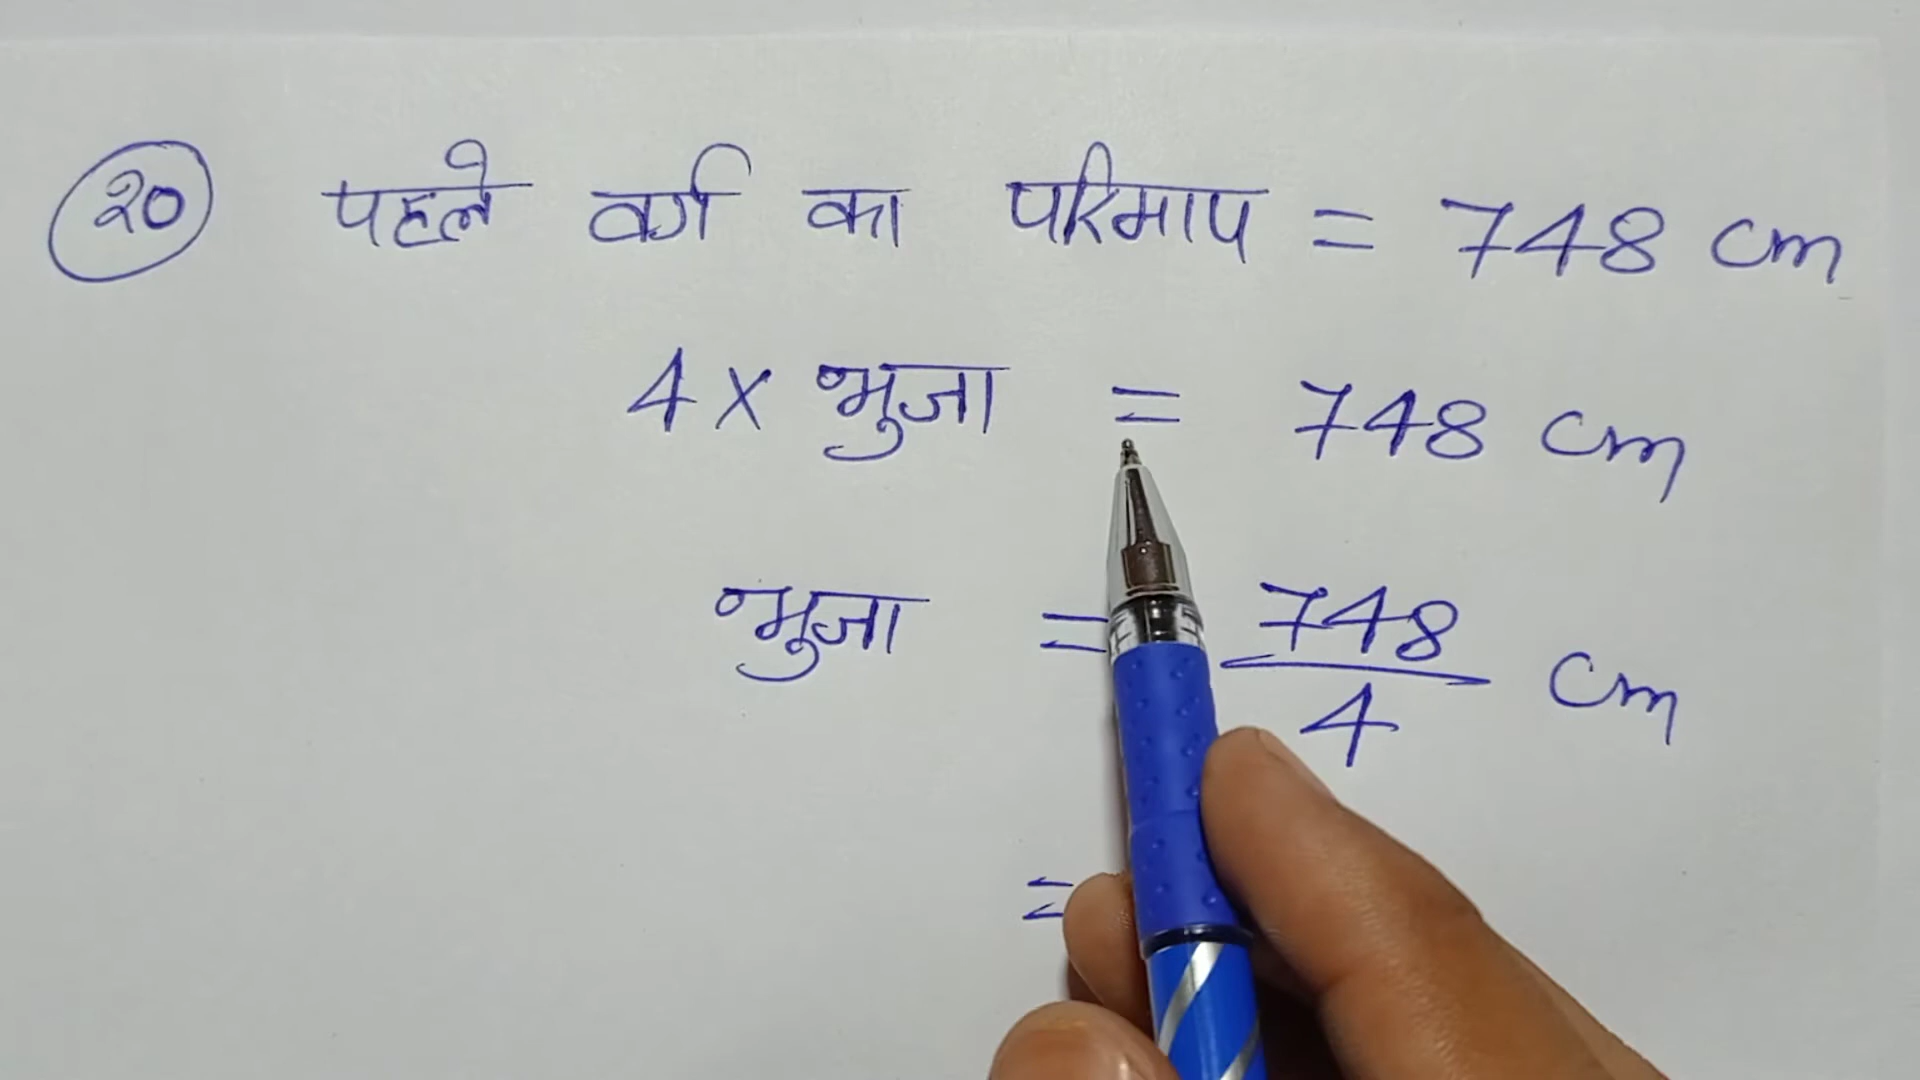 20 पहले वर्ग का परिमाप = 748 cm
4 x भुजा = 748 cm
भुजा = 748/4 cm
=